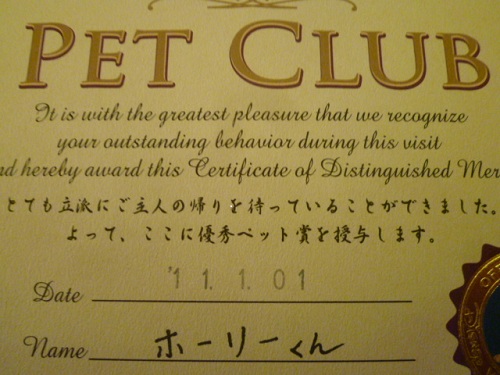 PET CLUB
It is with the greatest pleasure that we recognize
your outstanding behavior during this visit
hereby award this Certificate of Distinguished
とても立派にご主人の帰りを待っていることができました。
よって、ここに優秀ペット賞を授与します。
Date '11. 1. 01
Name ホーリーくん